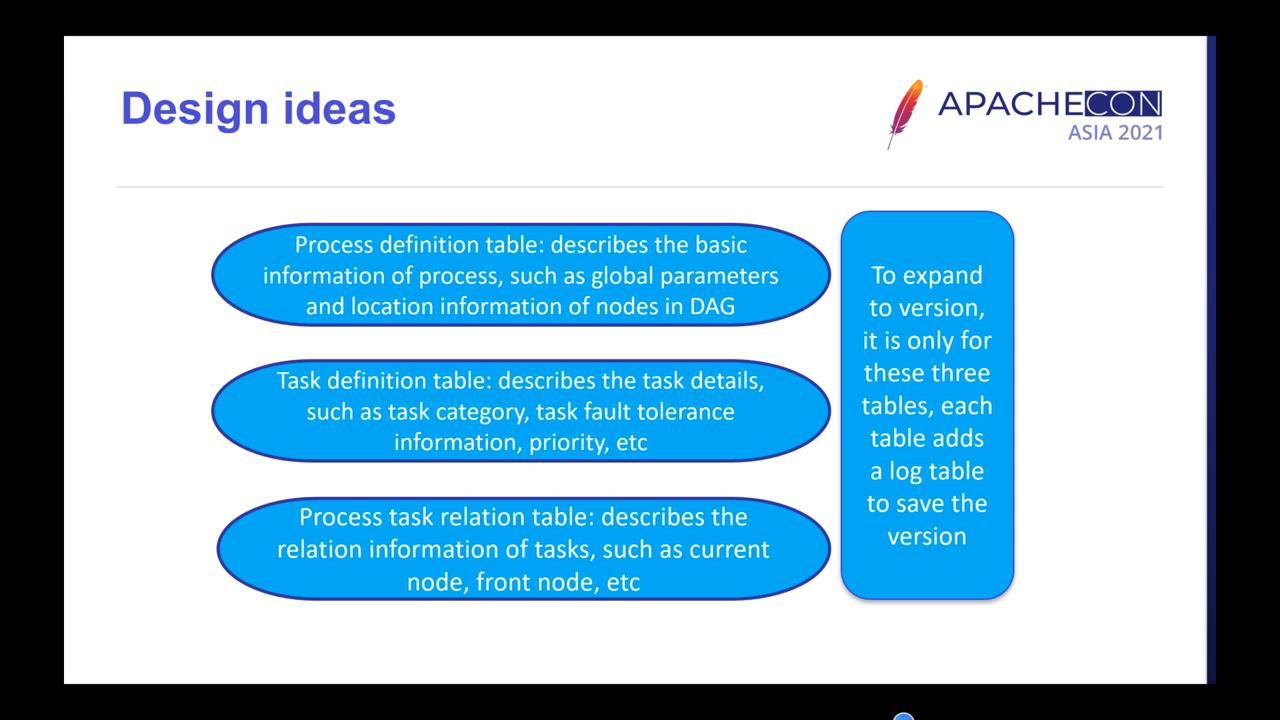 Design ideas
APACHECON
ASIA 2021
Process definition table: describes the basic
information of process, such as global parameters
and location information of nodes in DAG
Task definition table: describes the task details,
such as task category, task fault tolerance
information, priority, etc
Process task relation table: describes the
relation information of tasks, such as current
node, front node, etc
To expand
to version,
it is only for
these three
tables, each
table adds
a log table
to save the
version